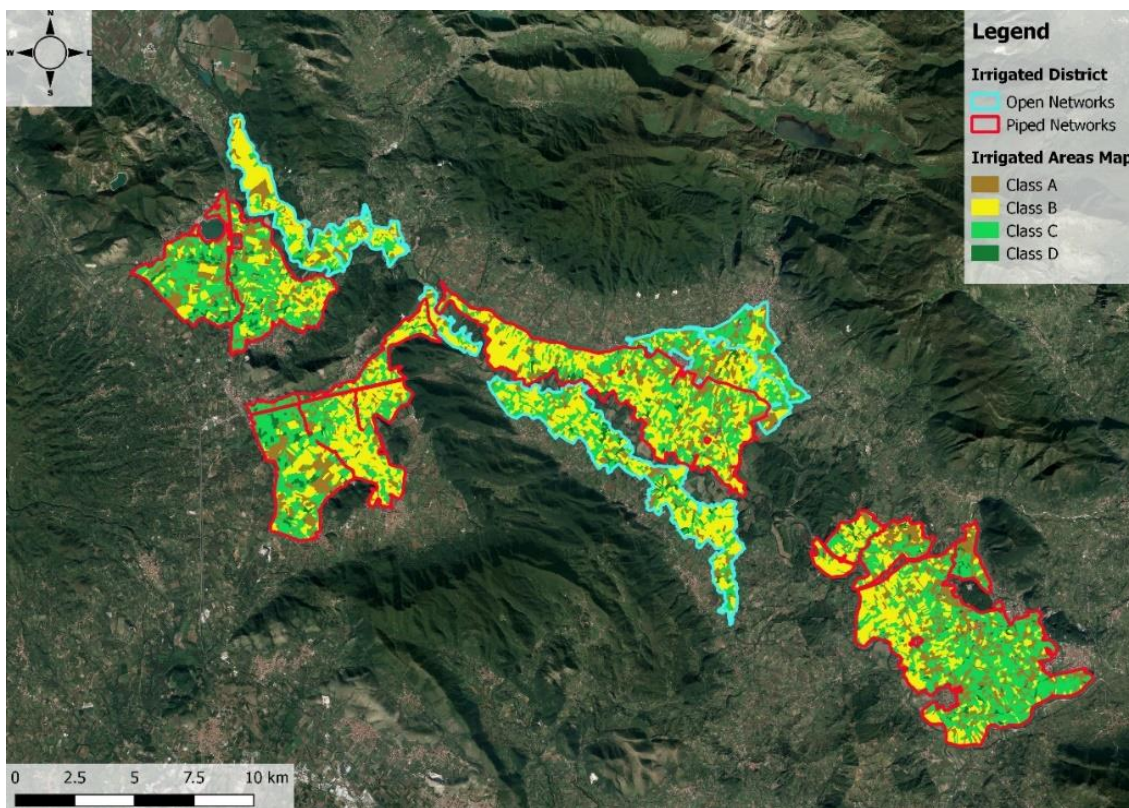 N
W E
S
Legend
Irrigated District
Open Networks
Piped Networks
Irrigated Areas Map
Class A
Class B
Class C
Class D
0 2.5 5 7.5 10 km